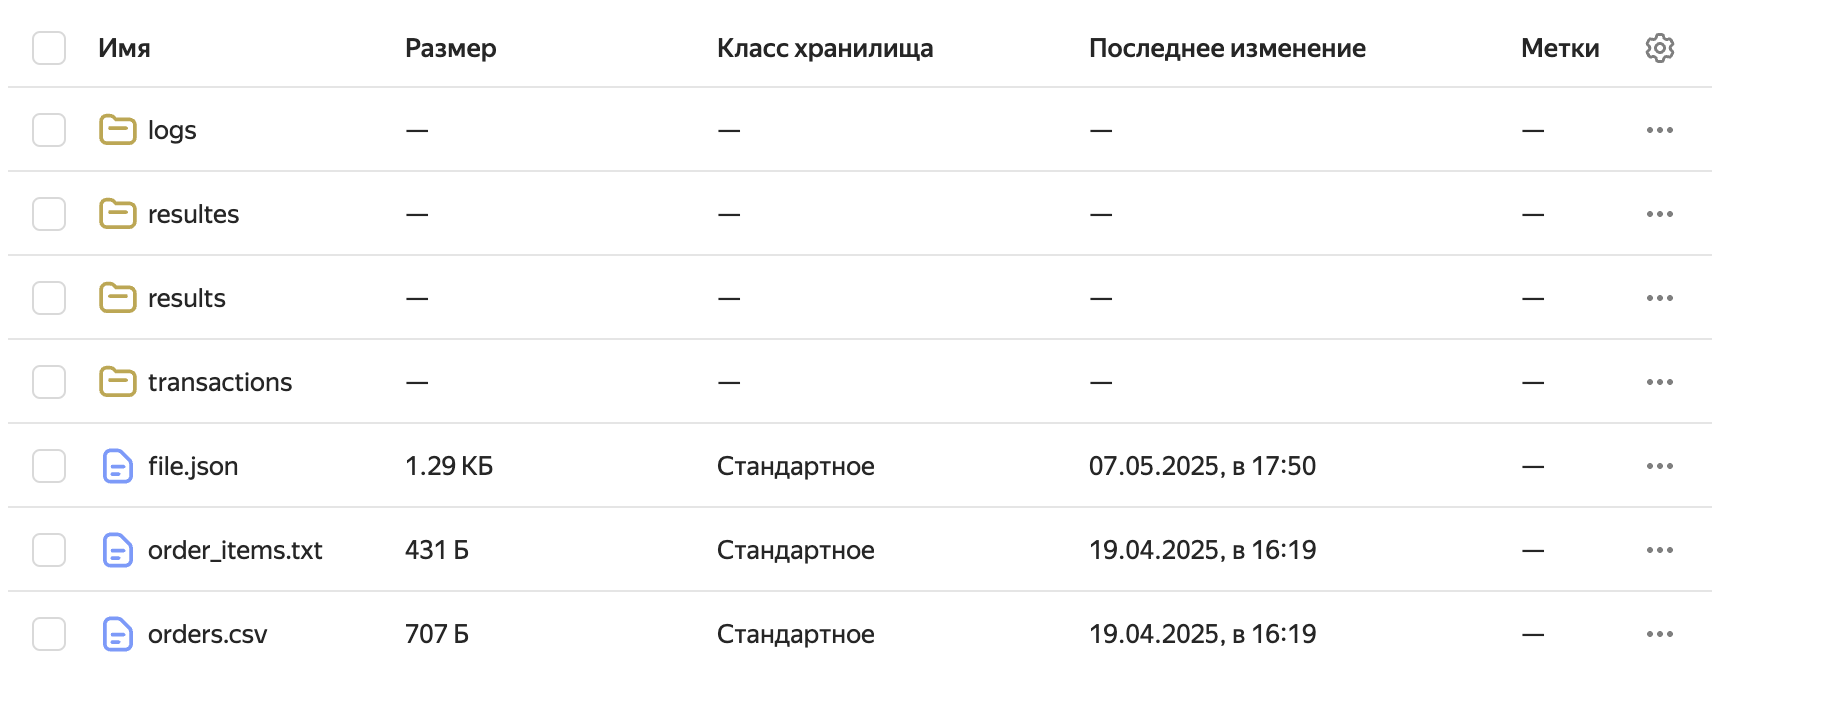 Имя Размер Класс хранилища Последнее изменение Метки
logs — — — —
resultes — — — —
results — — — —
transactions — — — —
file.json 1.29 КБ Стандартное 07.05.2025, в 17:50 —
order_items.txt 431 Б Стандартное 19.04.2025, в 16:19 —
orders.csv 707 Б Стандартное 19.04.2025, в 16:19 —